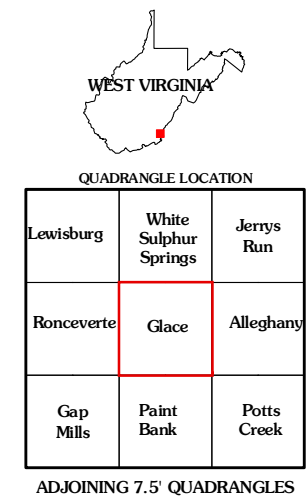 WEST VIRGINIA
QUADRANGLE LOCATION
Lewisburg
White
Sulphur
Springs
Jerrys
Run
Ronceverte
Glace
Alleghany
Gap
Mills
Paint
Bank
Potts
Creek
ADJOINING 7.5' QUADRANGLES